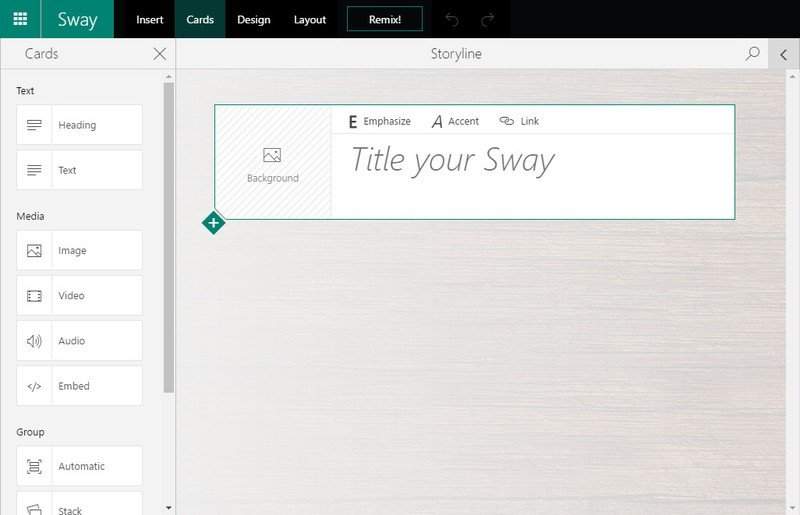 Sway Insert Cards Design Layout Remix!
Cards
Storyline
Text
Heading
Text
Media
Image
Video
Audio
Embed
Group
Automatic
Stack
Background
E Emphasize A Accent Link
Title your Sway